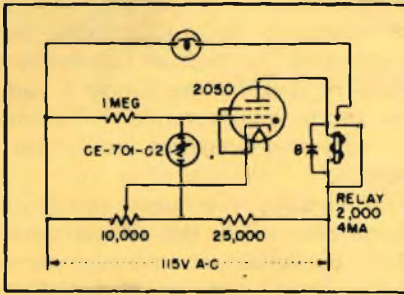 2050
1 MEG
CE-701-C2
8
RELAY
2,000
4MA
10,000
25,000
115V A-C